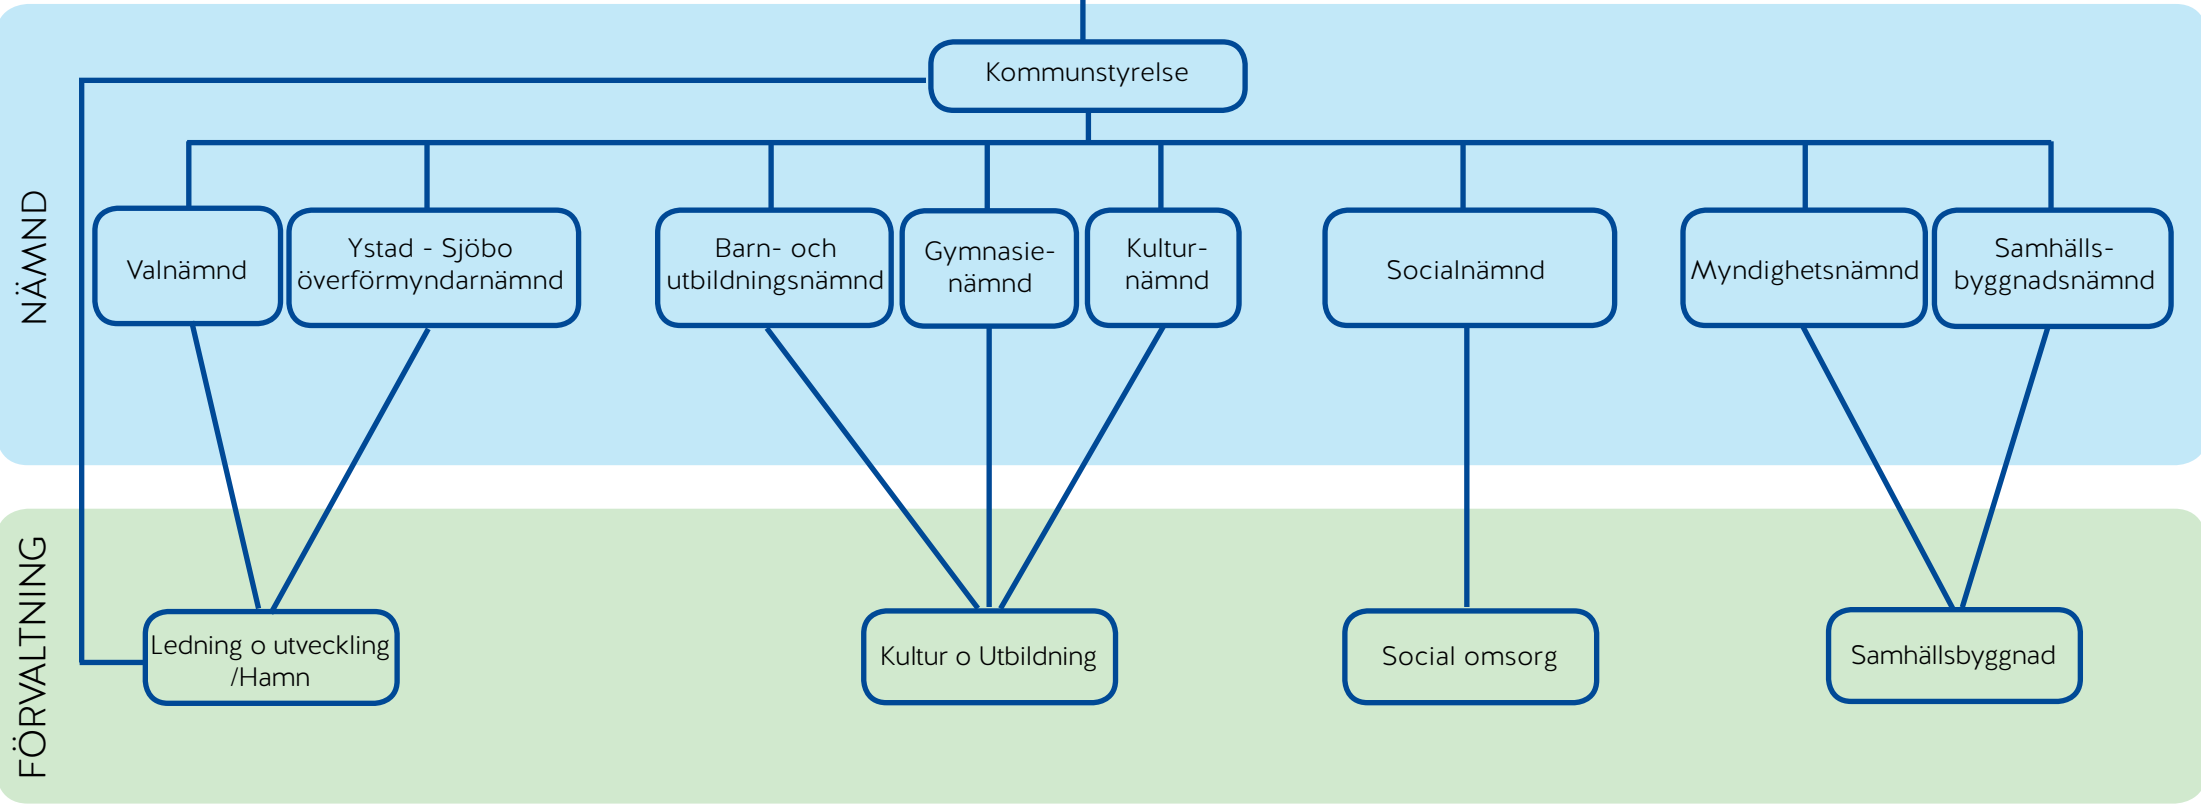 Kommunstyrelse
NÄMND
Valnämnd
Ystad - Sjöbo
överförmyndarnämnd
Barn- och
utbildningsnämnd
Gymnasie-
nämnd
Kultur-
nämnd
Socialnämnd
Myndighetsnämnd
Samhälls-
byggnadsnämnd
FÖRVALTNING
Ledning o utveckling
/Hamn
Kultur o Utbildning
Social omsorg
Samhällsbyggnad